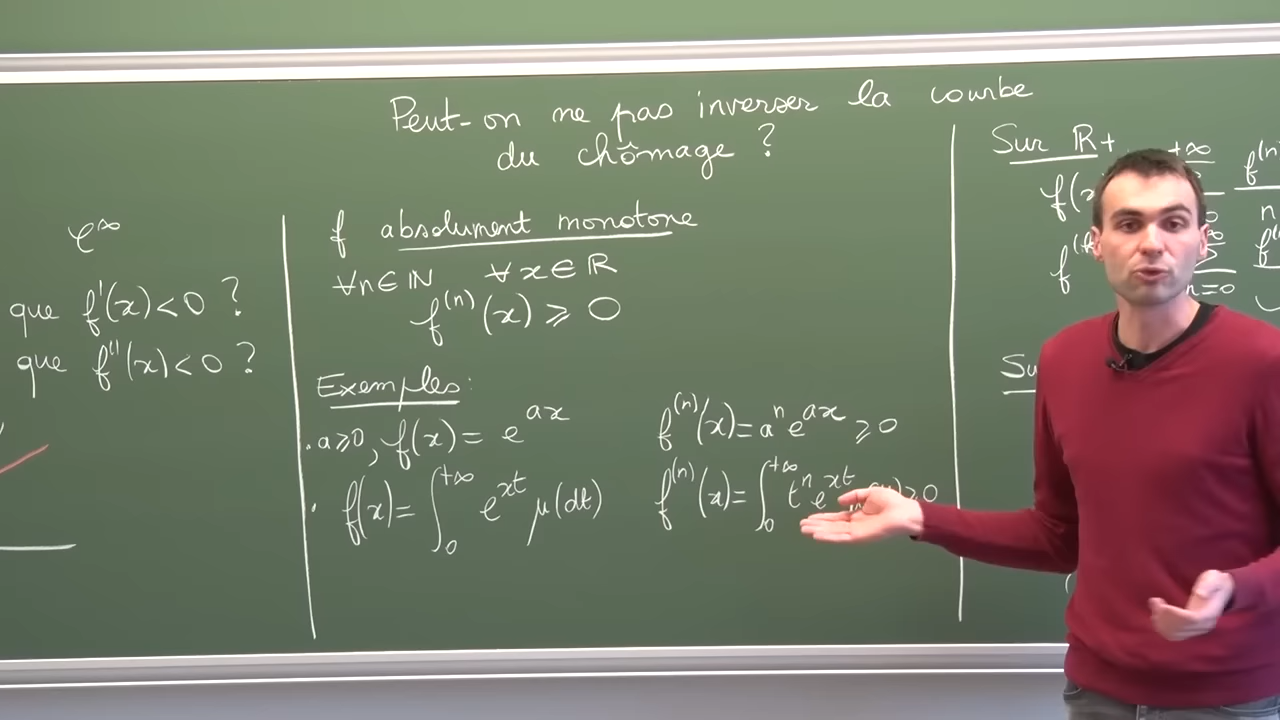 Peut-on ne pas inverser la courbe
du chômage ?
C^∞
que f'(x)<0 ?
que f''(x)<0 ?
f absolument monotone
∀n∈ℕ ∀x∈ℝ
f^(n)(x) ⩾ 0
Exemples:
· a⩾0, f(x) = e^{ax} f^(n)(x)= a^n e^{ax} ⩾0
· f(x)= ∫_0^{+∞} e^{xt} μ(dt) f^(n)(x)= ∫_0^{+∞} t^n e^{xt} ⩾0
Sur ℝ+
f(
+∞
f^(n)
n
n=0